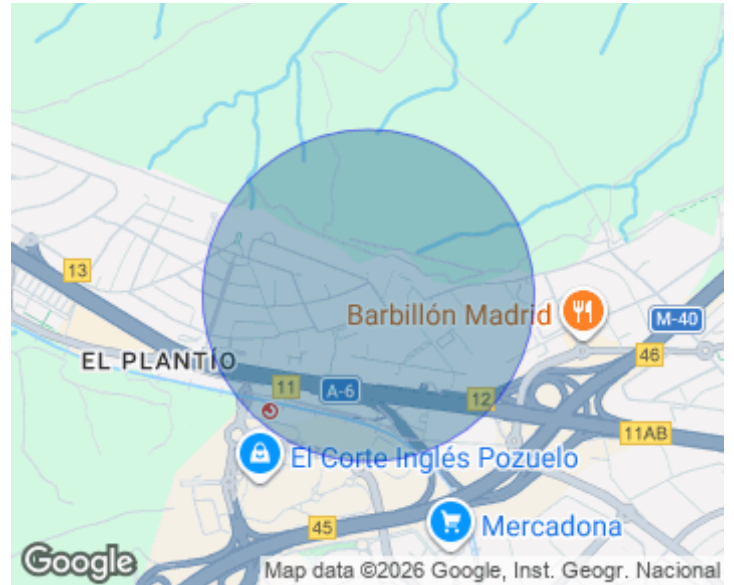 13
Barbillón Madrid
M-40
46
EL PLANTÍO
11
A-6
12
11AB
El Corte Inglés Pozuelo
45
Mercadona
Google
Map data ©2026 Google, Inst. Geogr. Nacional